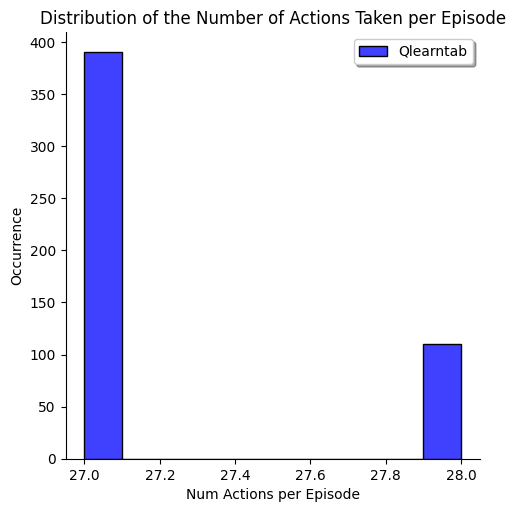 Distribution of the Number of Actions Taken per Episode
Qlearntab
400
350
300
250
200
150
100
50
0
Occurrence
27.0 27.2 27.4 27.6 27.8 28.0
Num Actions per Episode